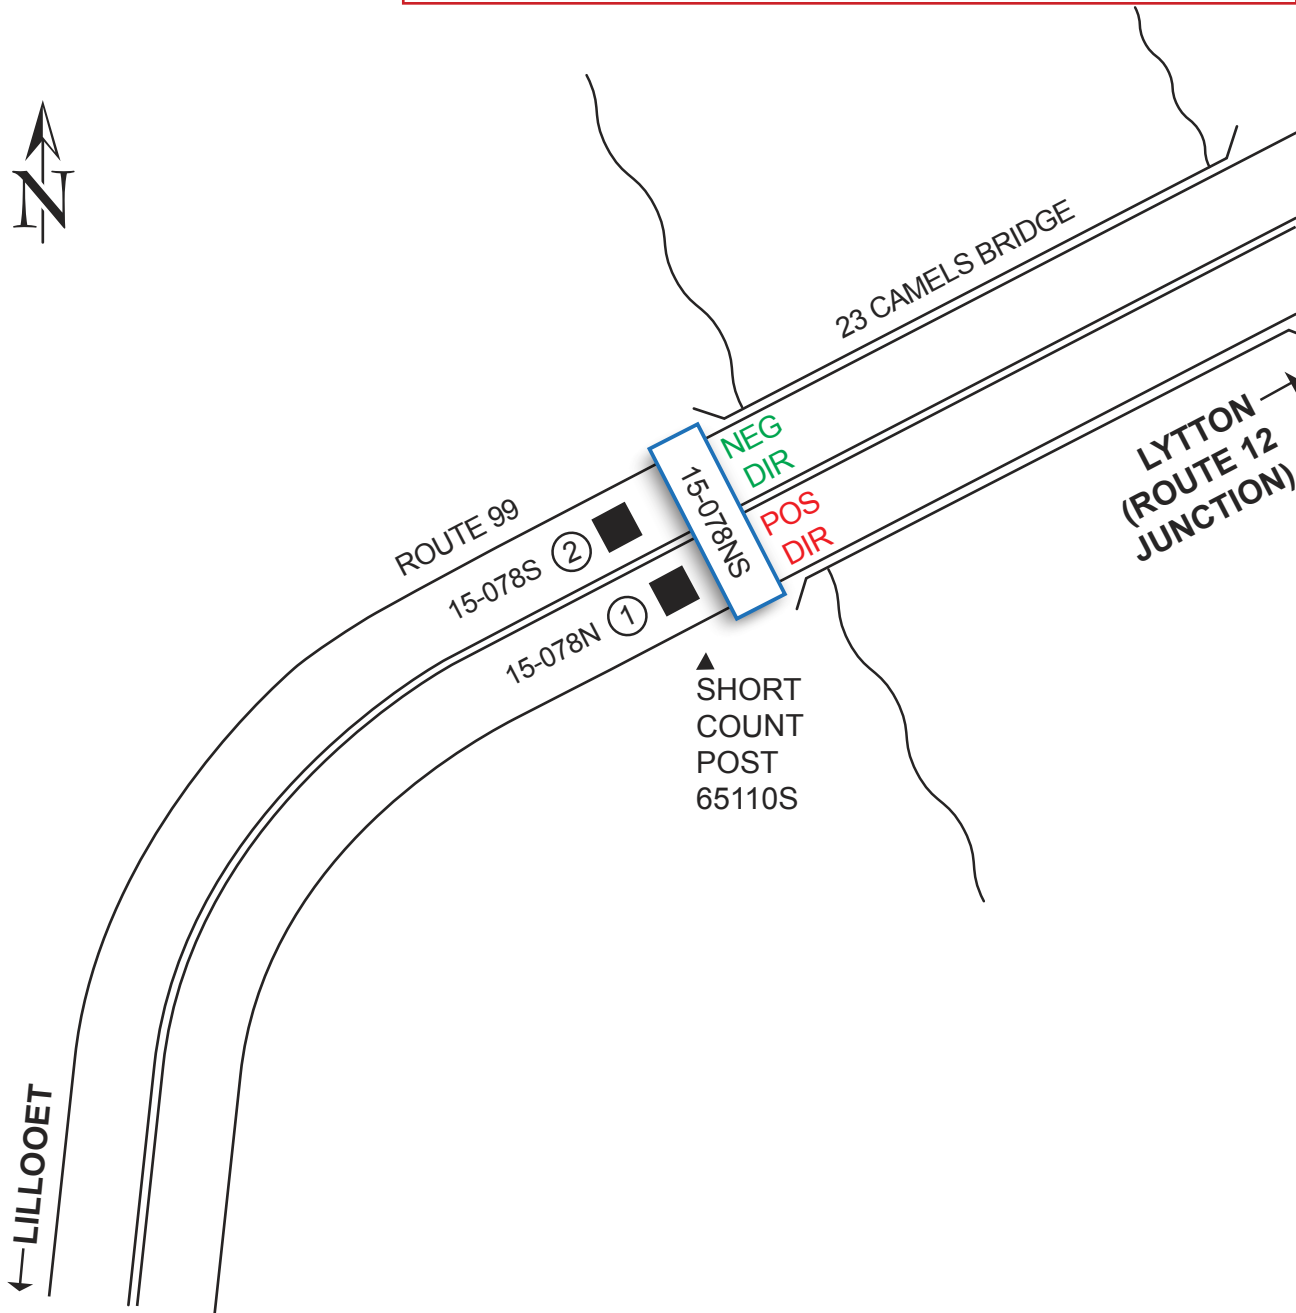 N
23 CAMELS BRIDGE
NEG
DIR
POS
DIR
15-078NS
ROUTE 99
15-078S 2
15-078N 1
LYTTON
(ROUTE 12
JUNCTION)
SHORT
COUNT
POST
65110S
LILLOOET